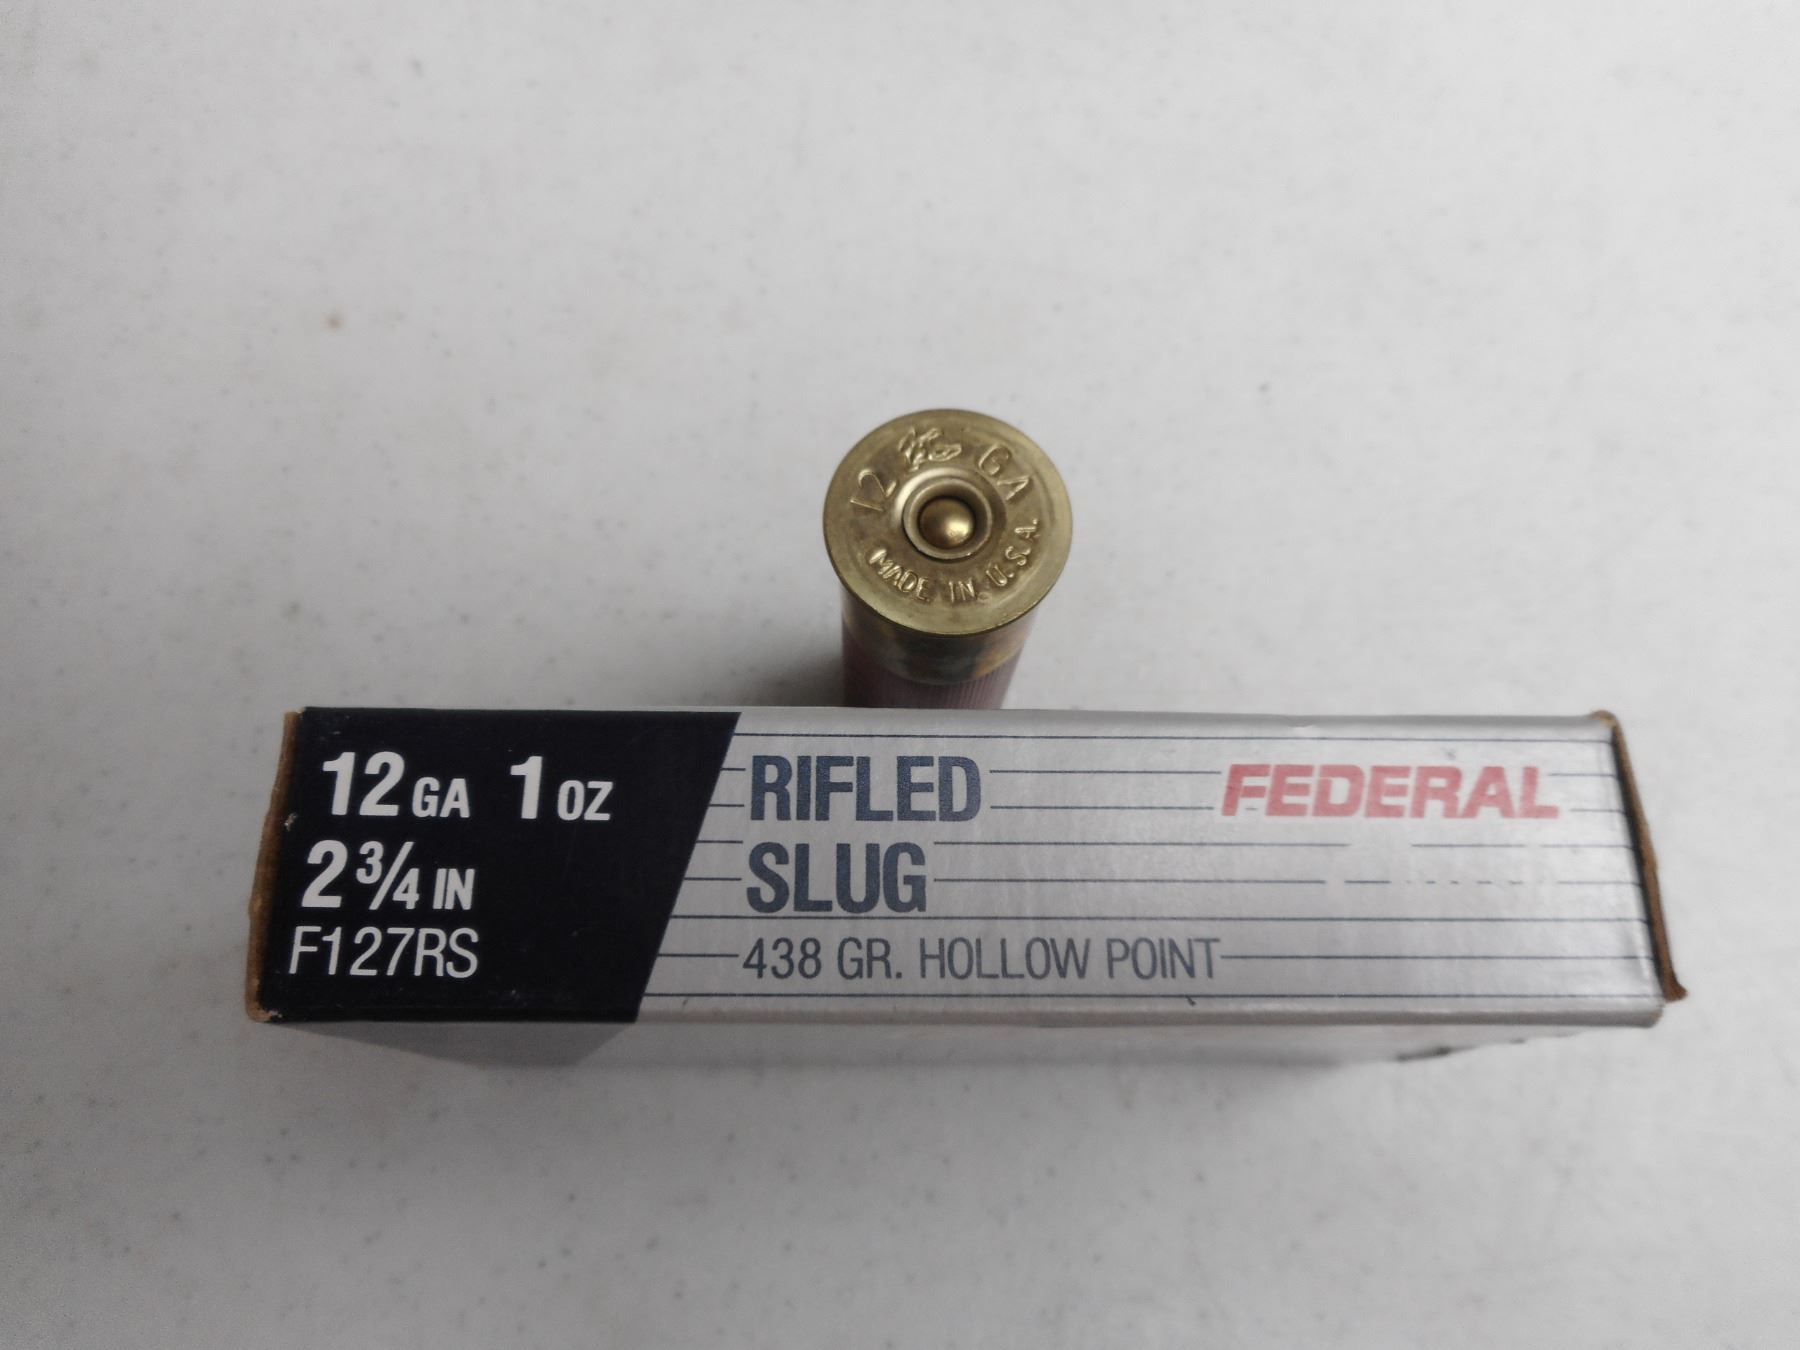 12 GA
MADE IN U.S.A.
12 GA 1 OZ
2 3/4 IN
F127RS
RIFLED
SLUG
438 GR. HOLLOW POINT
FEDERAL